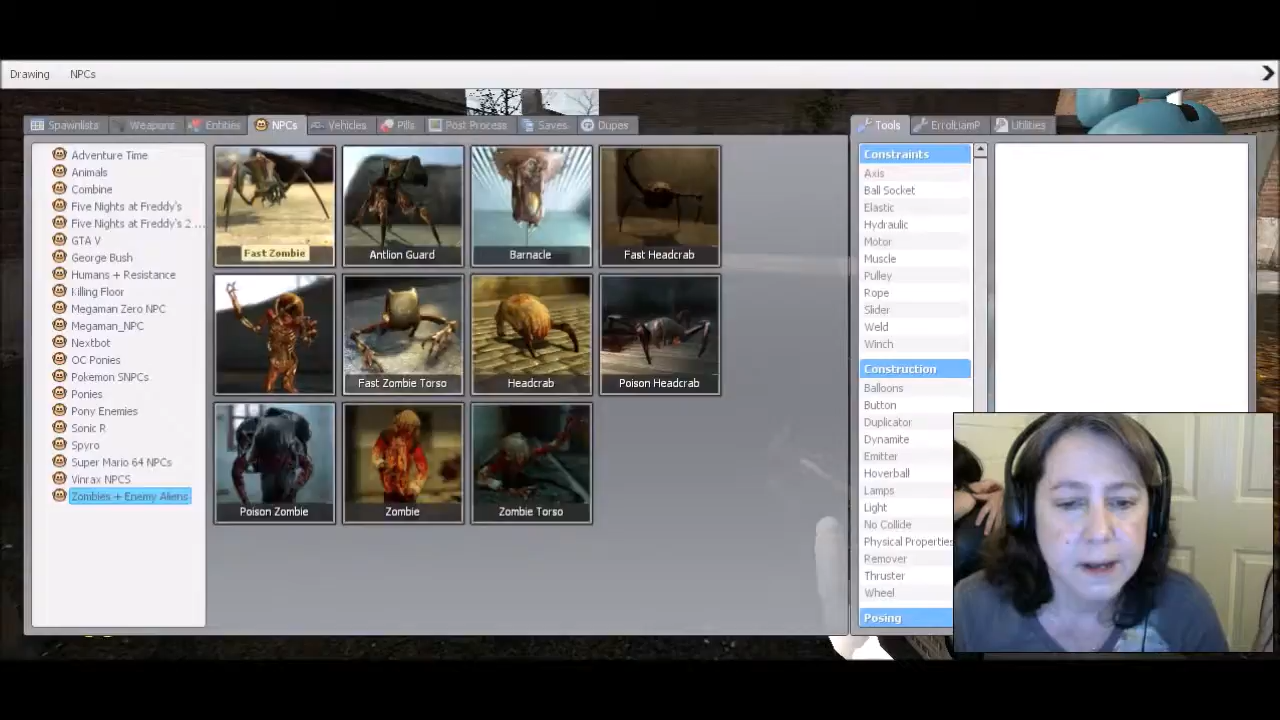 Drawing NPCs
Spawnlists Weapons Entities NPCs Vehicles Pills Post Process Saves Dupes
Tools ErrolLiamP Utilities
Adventure Time
Animals
Combine
Five Nights at Freddy's
Five Nights at Freddy's 2 ...
GTA V
George Bush
Humans + Resistance
Killing Floor
Megaman Zero NPC
Megaman_NPC
Nextbot
OC Ponies
Pokemon SNPCs
Ponies
Pony Enemies
Sonic R
Spyro
Super Mario 64 NPCs
Vinrax NPCS
Zombies + Enemy Aliens
Fast Zombie
Antlion Guard
Barnacle
Fast Headcrab
Fast Zombie Torso
Headcrab
Poison Headcrab
Poison Zombie
Zombie
Zombie Torso
Constraints
Axis
Ball Socket
Elastic
Hydraulic
Motor
Muscle
Pulley
Rope
Slider
Weld
Winch
Construction
Balloons
Button
Duplicator
Dynamite
Emitter
Hoverball
Lamps
Light
No Collide
Physical Properties
Remover
Thruster
Wheel
Posing